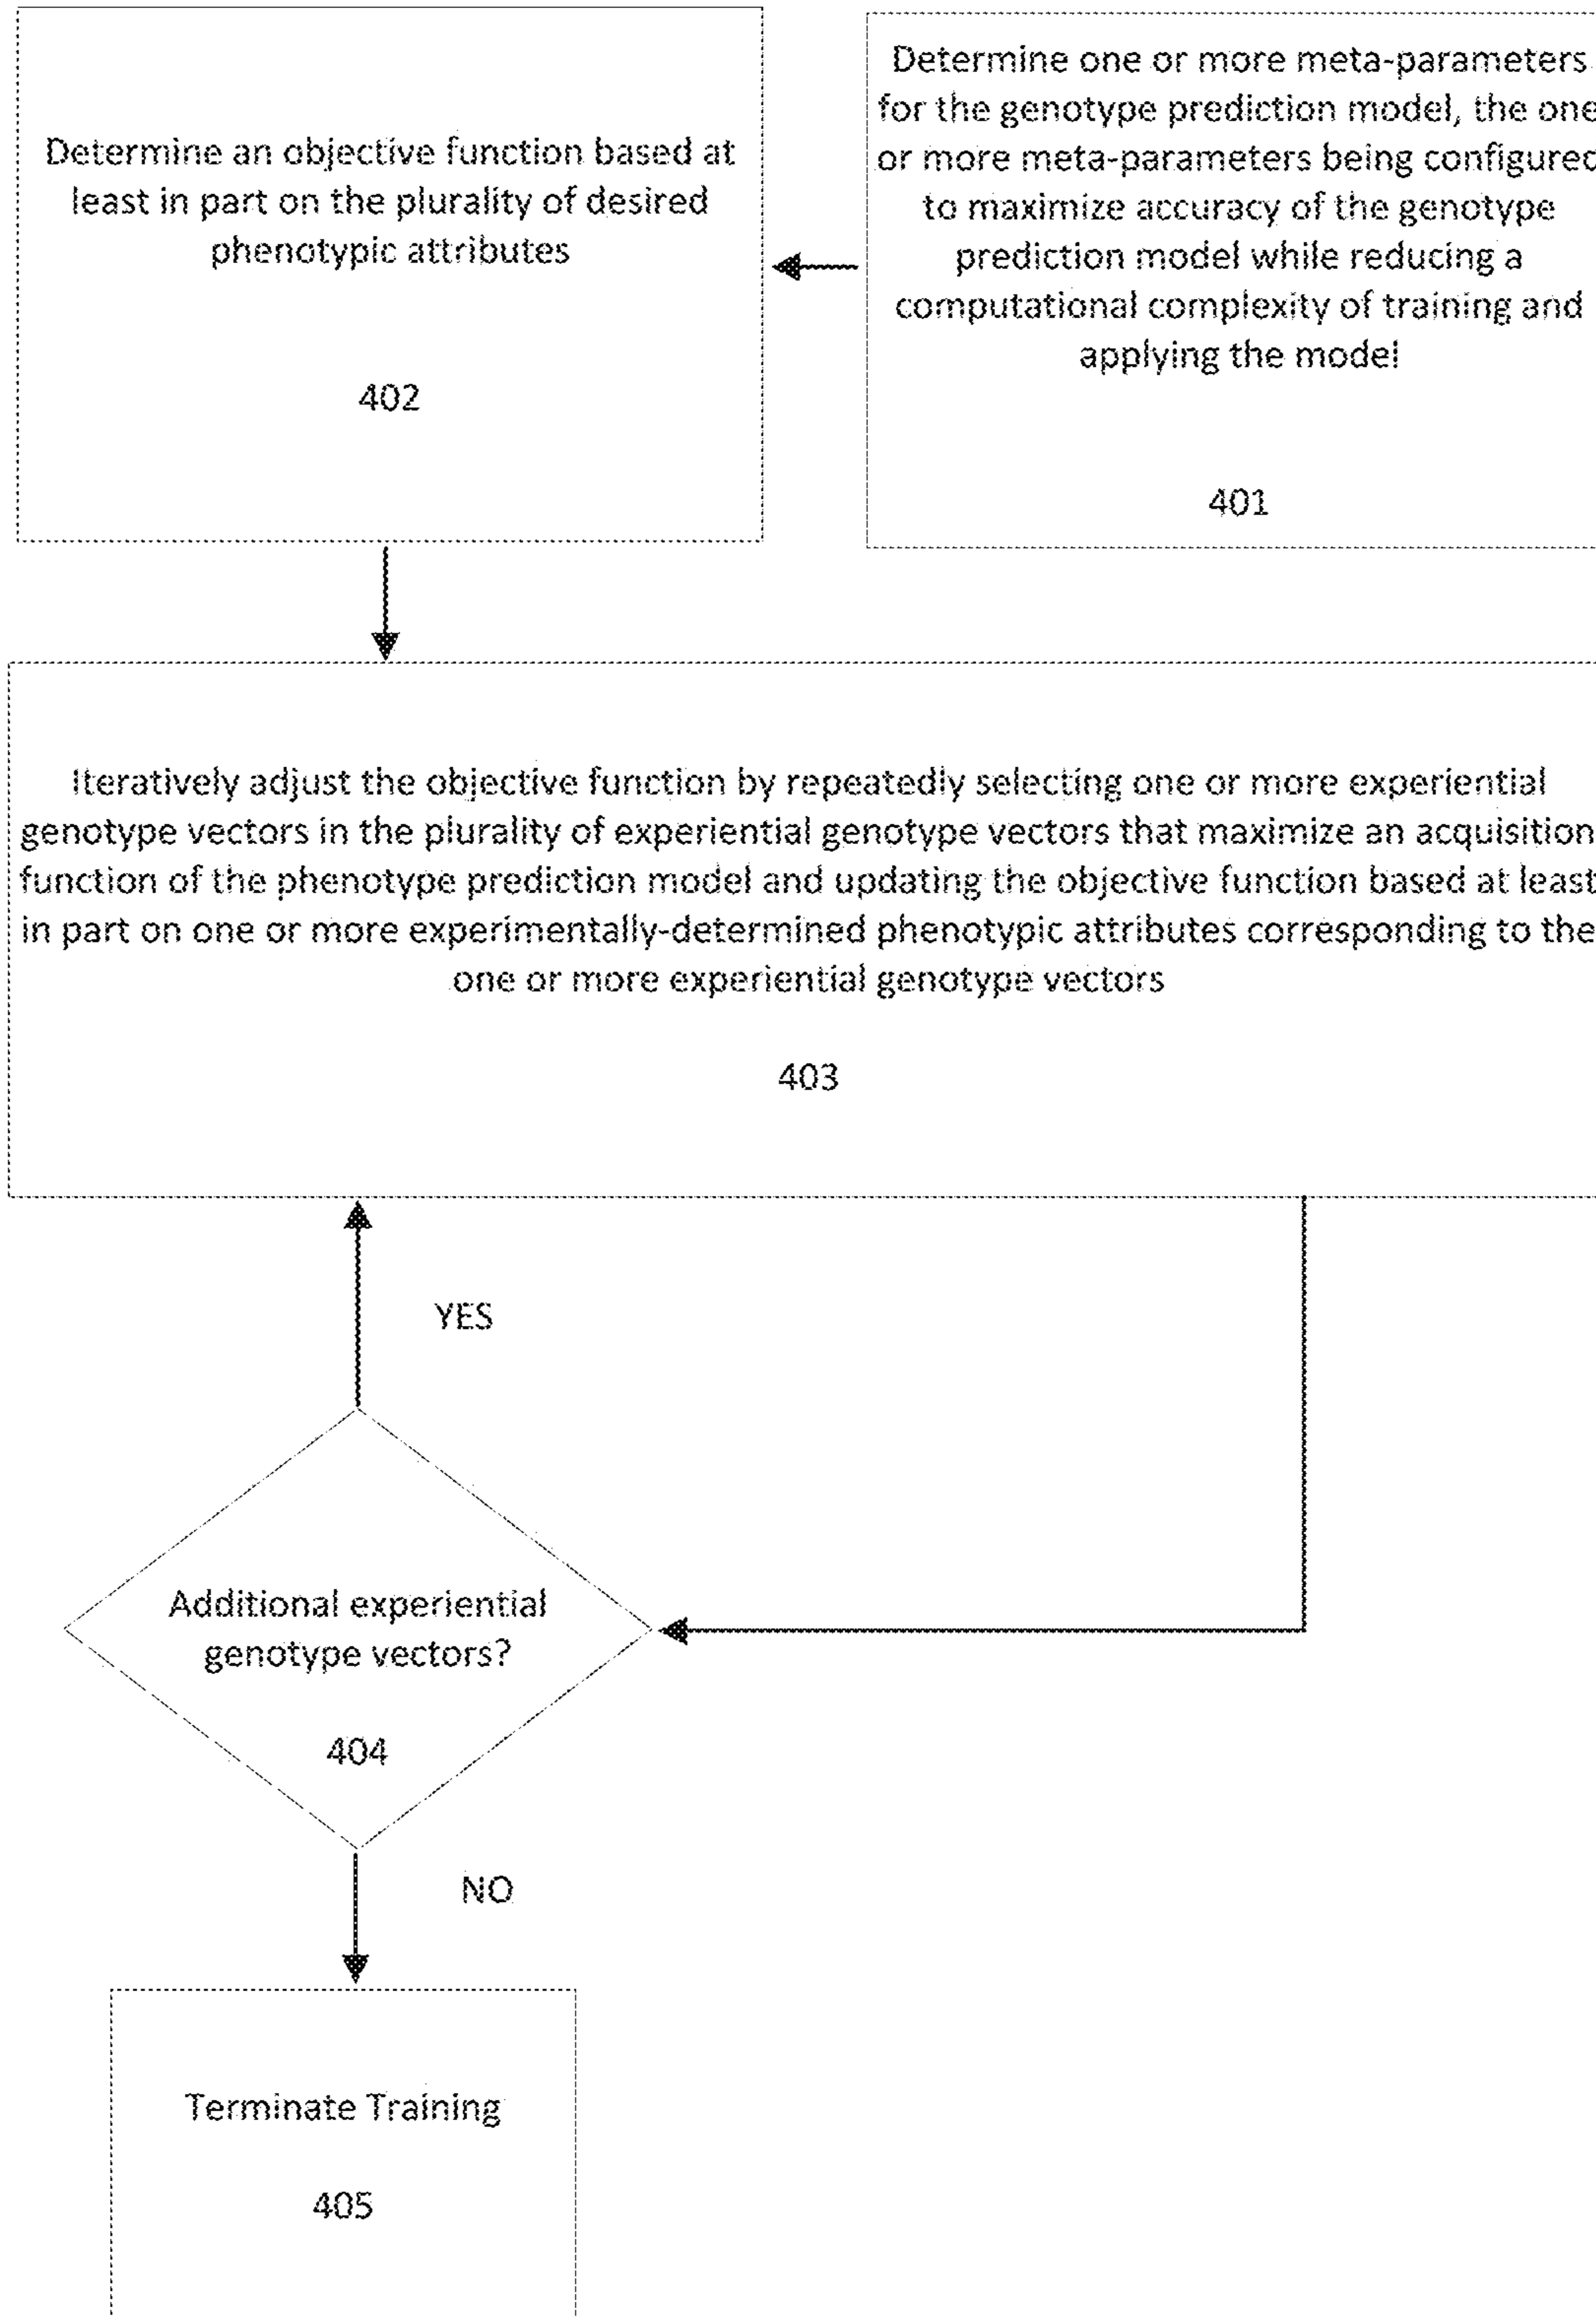 Determine an objective function based at
least in part on the plurality of desired
phenotypic attributes
402
Determine one or more meta-parameters
for the genotype prediction model, the one
or more meta-parameters being configured
to maximize accuracy of the genotype
prediction model while reducing a
computational complexity of training and
applying the model
401
Iteratively adjust the objective function by repeatedly selecting one or more experiential
genotype vectors in the plurality of experiential genotype vectors that maximize an acquisition
function of the phenotype prediction model and updating the objective function based at least
in part on one or more experimentally-determined phenotypic attributes corresponding to the
one or more experiential genotype vectors
403
YES
Additional experiential
genotype vectors?
404
NO
Terminate Training
405